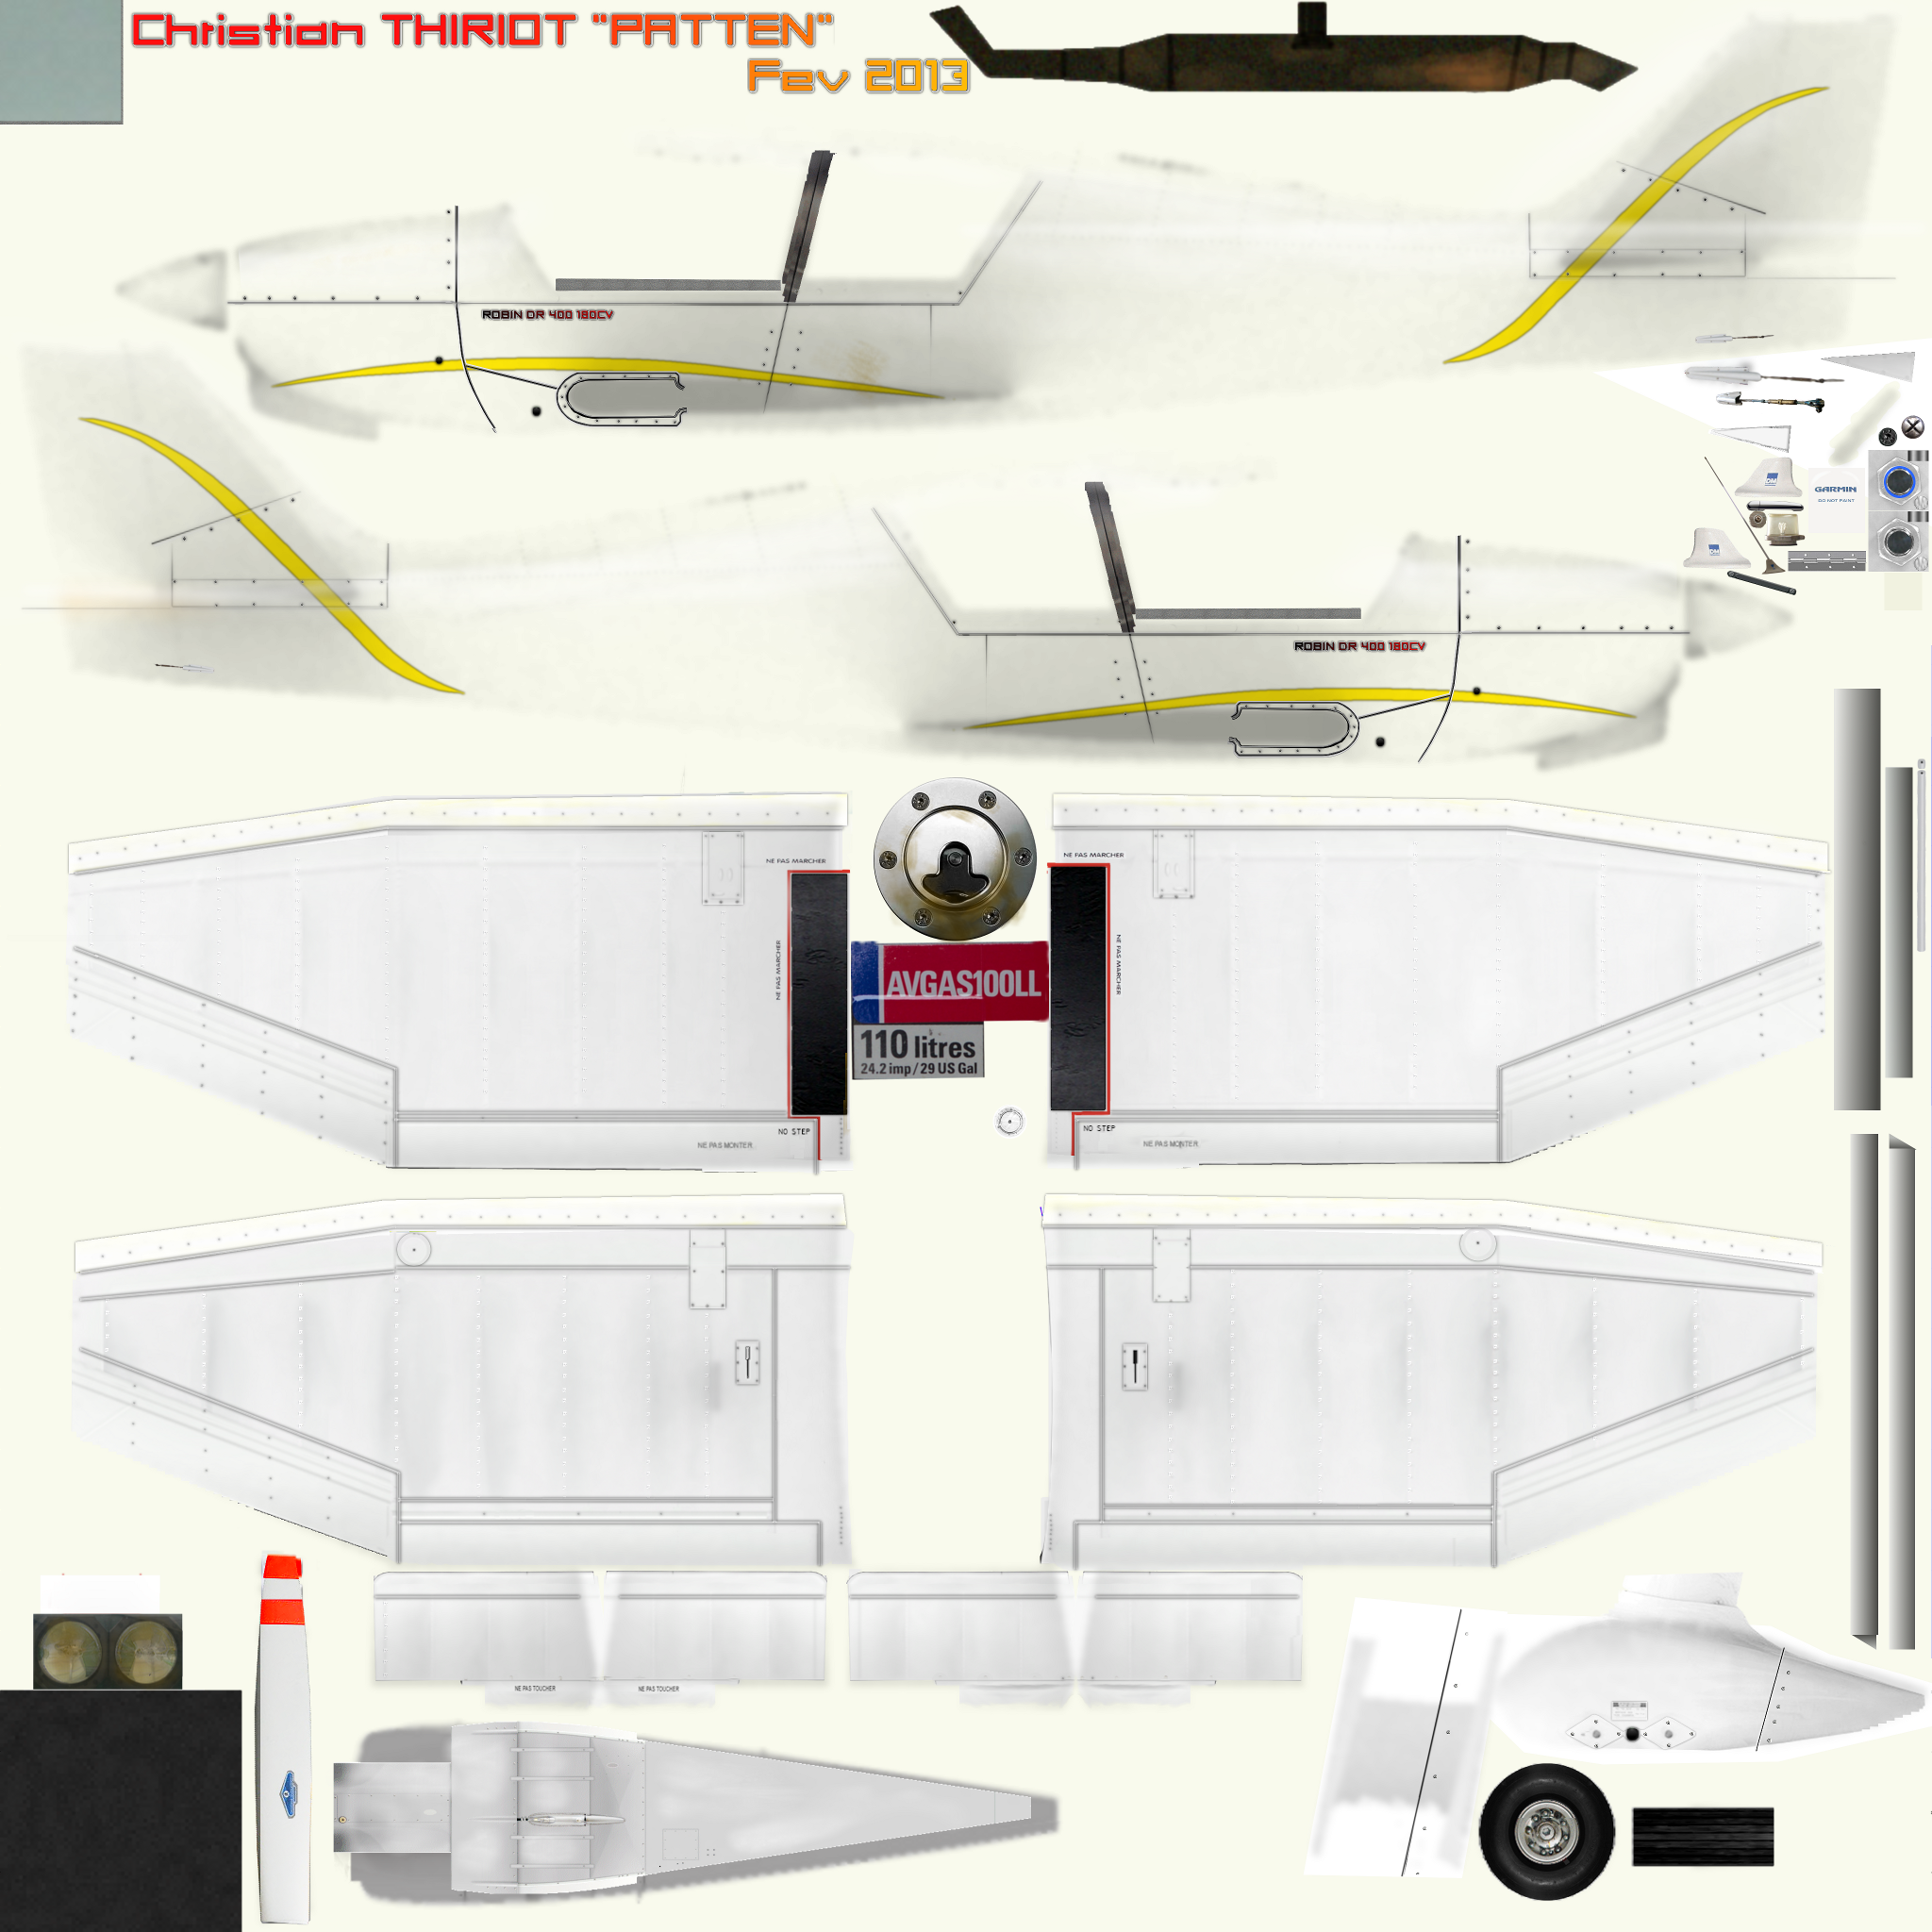 Christian THIRIOT "PATTEN"
Fev 2013
ROBIN DR 400 180CV
GARMIN
DO NOT PAINT
ROBIN DR 400 180CV
NE PAS MARCHER
NE PAS MARCHER
NE PAS MARCHER
NE PAS MARCHER
AVGAS100LL
110 litres
24.2 imp / 29 US Gal
NO STEP
NE PAS MONTER
NO STEP
NE PAS MONTER
NE PAS TOUCHER
NE PAS TOUCHER